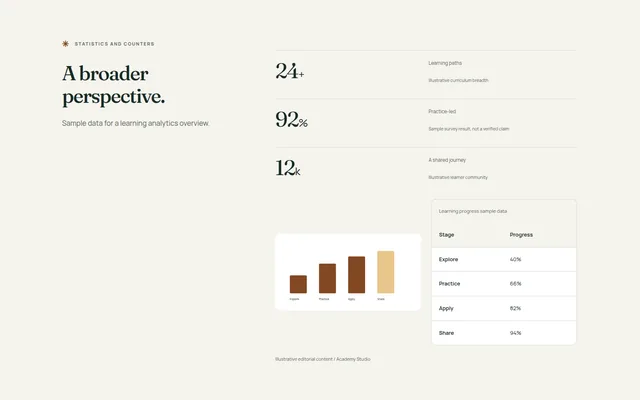 STATISTICS AND COUNTERS
A broader
perspective.
Sample data for a learning analytics overview.
24+
Learning paths
Illustrative curriculum breadth
92%
Practice-led
Sample survey result, not a verified claim
12k
A shared journey
Illustrative learner community
Explore
Practice
Apply
Share
Learning progress sample data
Stage Progress
Explore 40%
Practice 66%
Apply 82%
Share 94%
Illustrative editorial content / Academy Studio